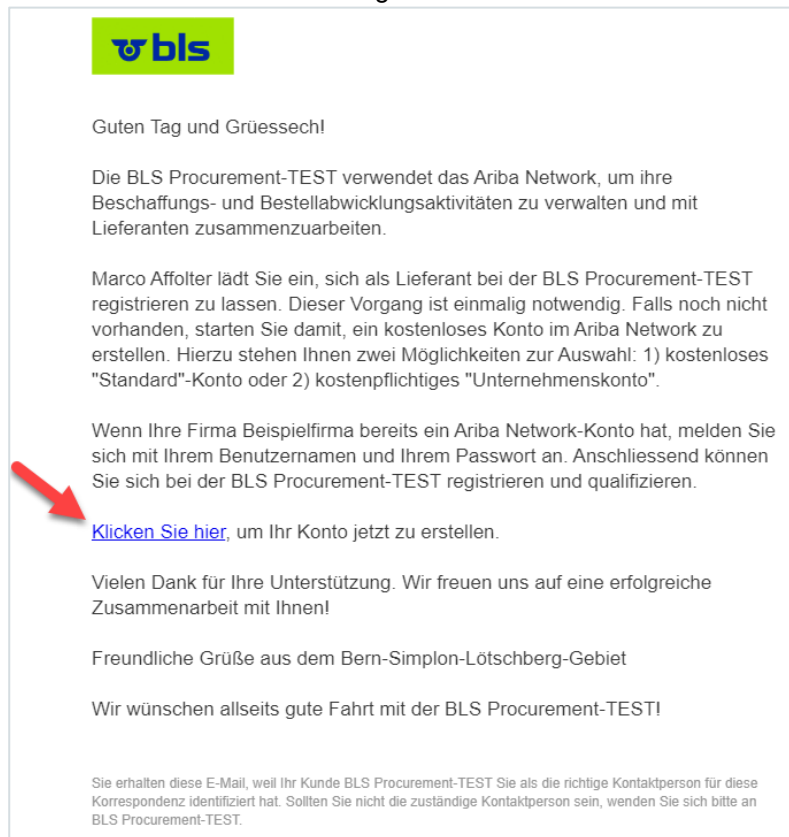 bls
Guten Tag und Grüessech!
Die BLS Procurement-TEST verwendet das Ariba Network, um ihre
Beschaffungs- und Bestellabwicklungsaktivitäten zu verwalten und mit
Lieferanten zusammenzuarbeiten.
Marco Affolter lädt Sie ein, sich als Lieferant bei der BLS Procurement-TEST
registrieren zu lassen. Dieser Vorgang ist einmalig notwendig. Falls noch nicht
vorhanden, starten Sie damit, ein kostenloses Konto im Ariba Network zu
erstellen. Hierzu stehen Ihnen zwei Möglichkeiten zur Auswahl: 1) kostenloses
"Standard"-Konto oder 2) kostenpflichtiges "Unternehmenskonto".
Wenn Ihre Firma Beispielfirma bereits ein Ariba Network-Konto hat, melden Sie
sich mit Ihrem Benutzernamen und Ihrem Passwort an. Anschliessend können
Sie sich bei der BLS Procurement-TEST registrieren und qualifizieren.
Klicken Sie hier, um Ihr Konto jetzt zu erstellen.
Vielen Dank für Ihre Unterstützung. Wir freuen uns auf eine erfolgreiche
Zusammenarbeit mit Ihnen!
Freundliche Grüße aus dem Bern-Simplon-Lötschberg-Gebiet
Wir wünschen allseits gute Fahrt mit der BLS Procurement-TEST!
Sie erhalten diese E-Mail, weil Ihr Kunde BLS Procurement-TEST Sie als die richtige Kontaktperson für diese
Korrespondenz identifiziert hat. Sollten Sie nicht die zuständige Kontaktperson sein, wenden Sie sich bitte an
BLS Procurement-TEST.